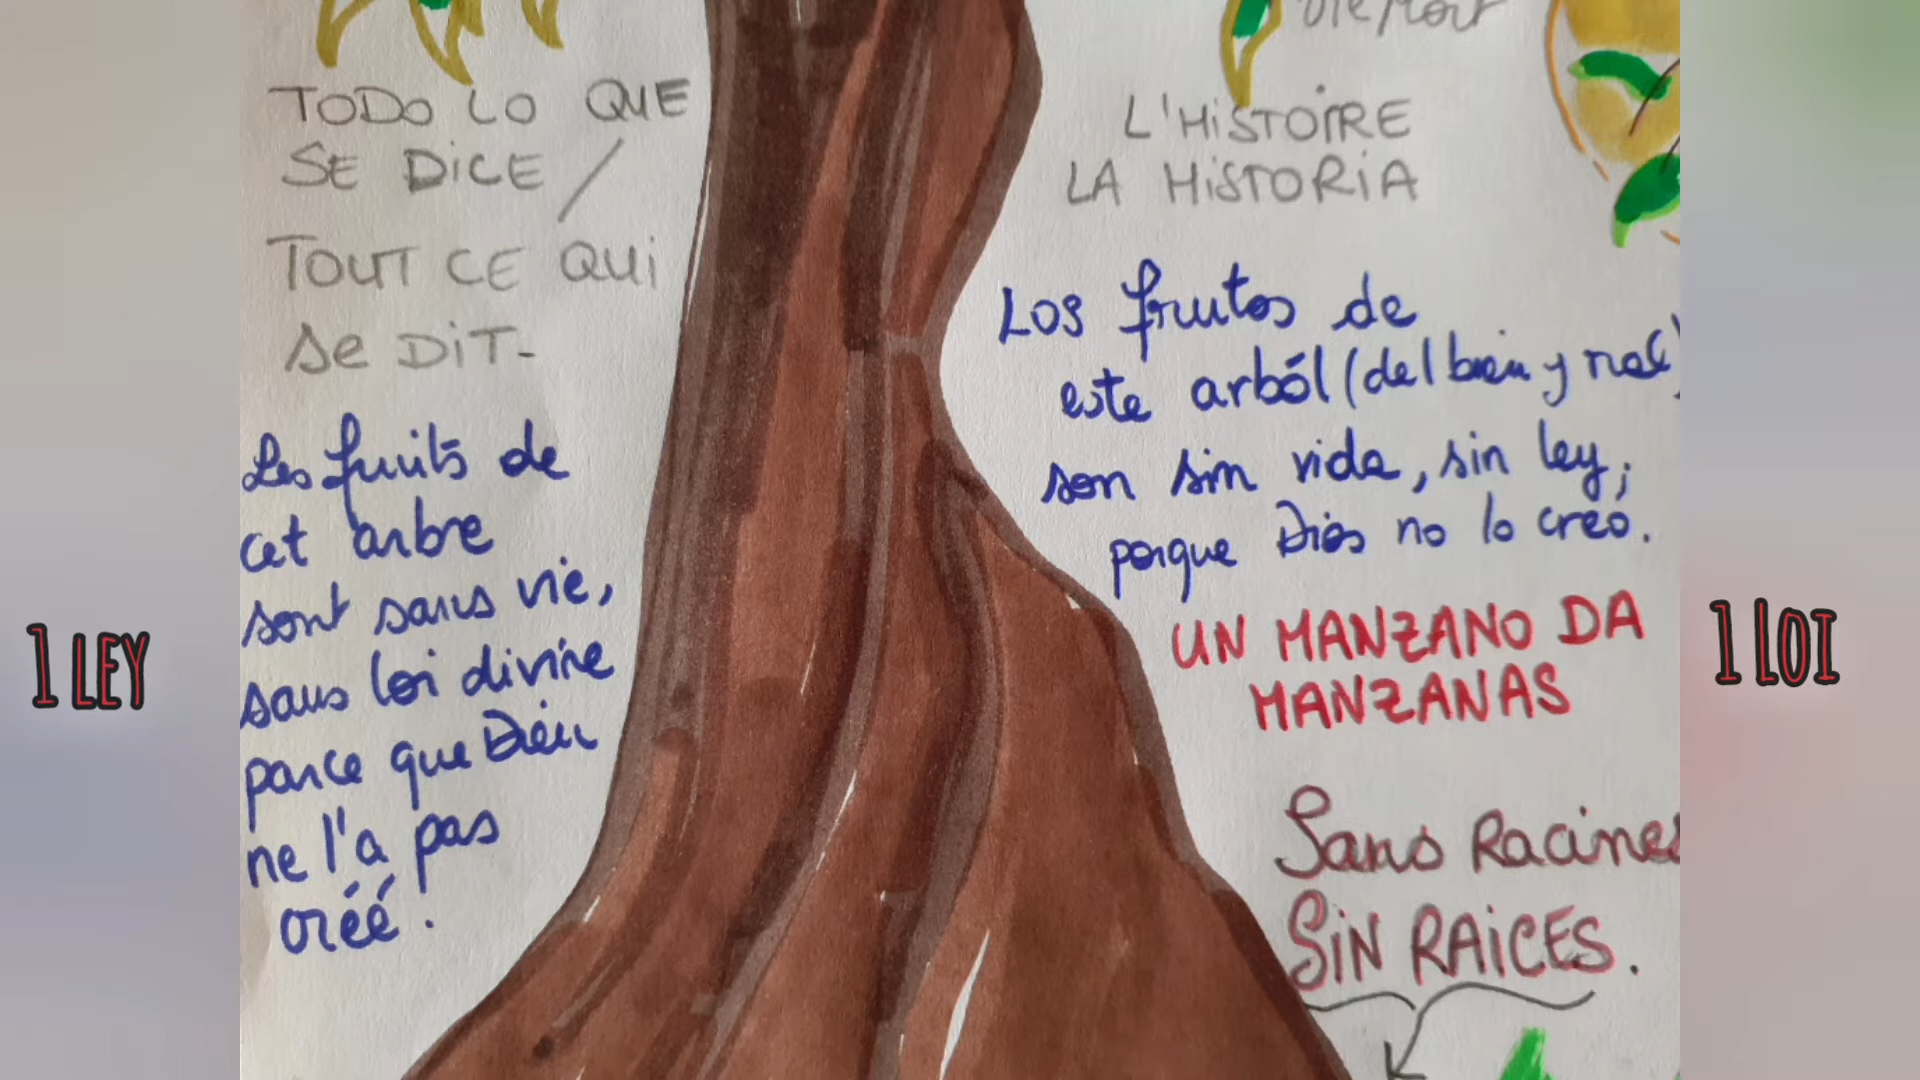 TODO LO QUE
SE DICE /
TOUT CE QUI
SE DIT-
Les fruits de
cet arbre
sont sans vie,
sans loi divine
parce que Dieu
ne l'a pas
créé.
L'HiSTOiRE
LA HiSTORiA
Los frutos de
este arból (del bien y mal)
son sin vida, sin ley,
porque Dios no lo creo.
UN MANZANO DA
MANZANAS
Sans Racines
SiN RAiCES.
1 LEY
1 LOI